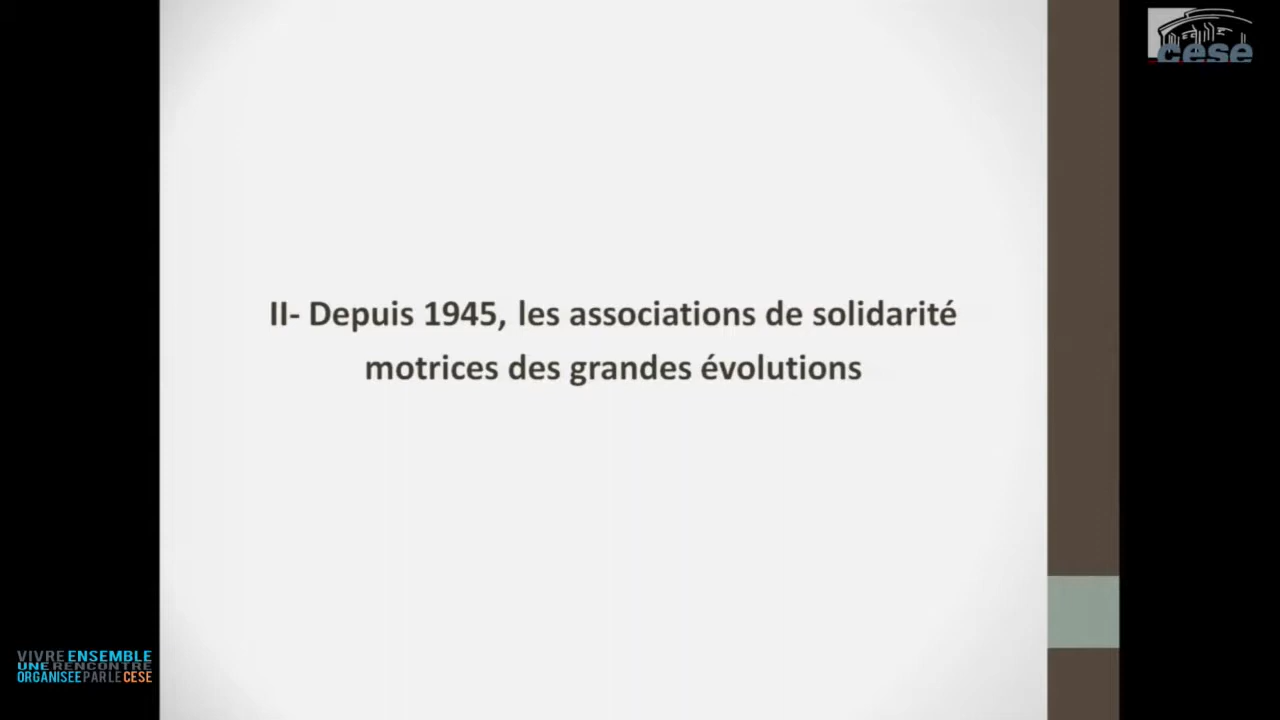 cese
II- Depuis 1945, les associations de solidarité
motrices des grandes évolutions
VIVRE ENSEMBLE
UNE RENCONTRE
ORGANISEE PAR LE CESE